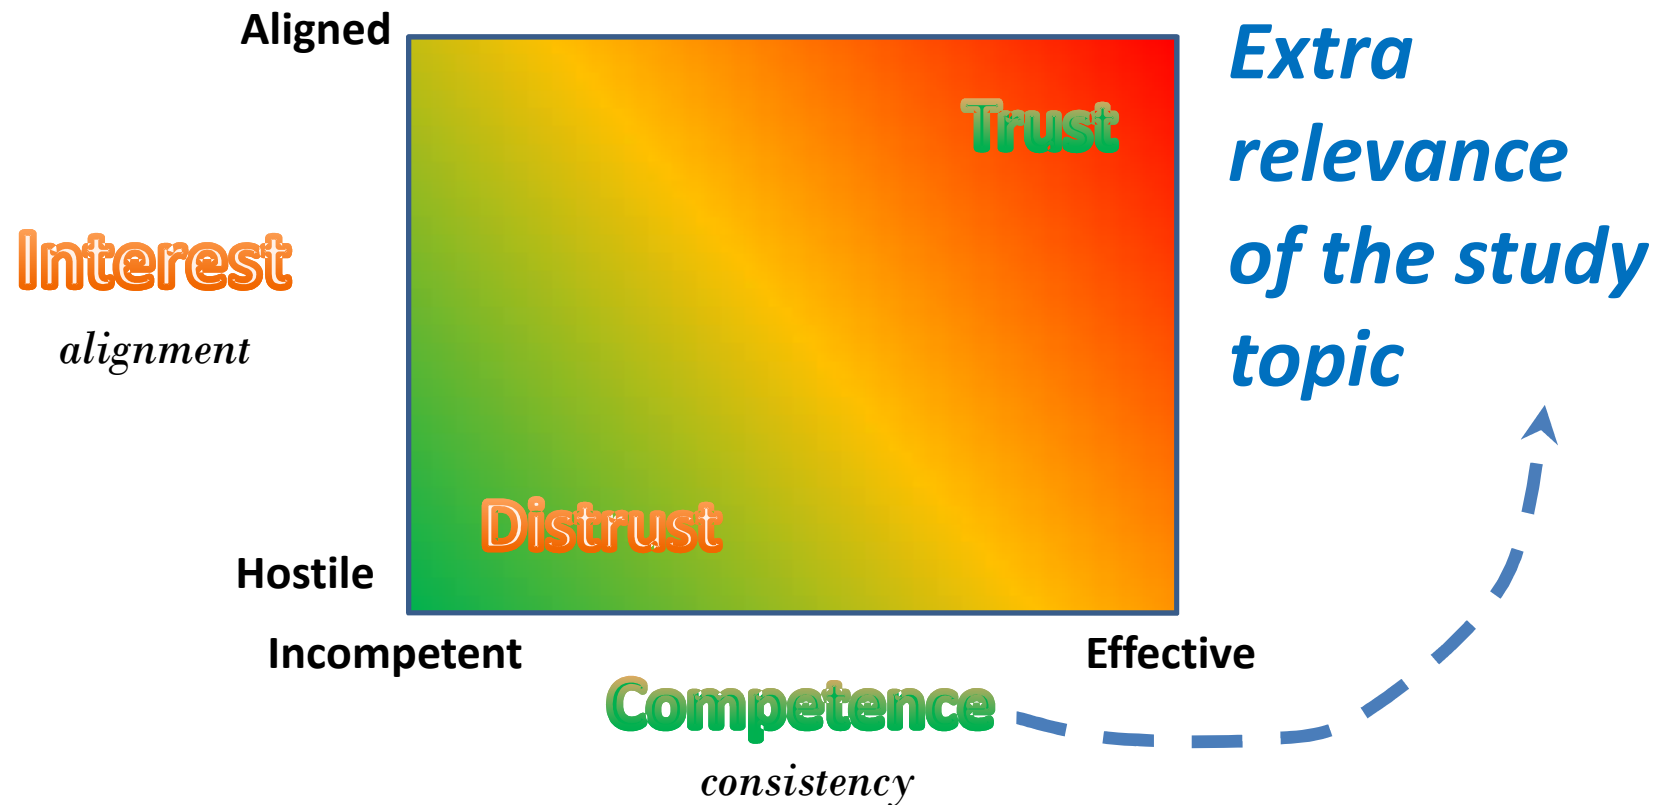 Aligned
Extra
relevance
of the study
topic
Trust
Interest
alignment
Distrust
Hostile
Incompetent
Effective
Competence
consistency